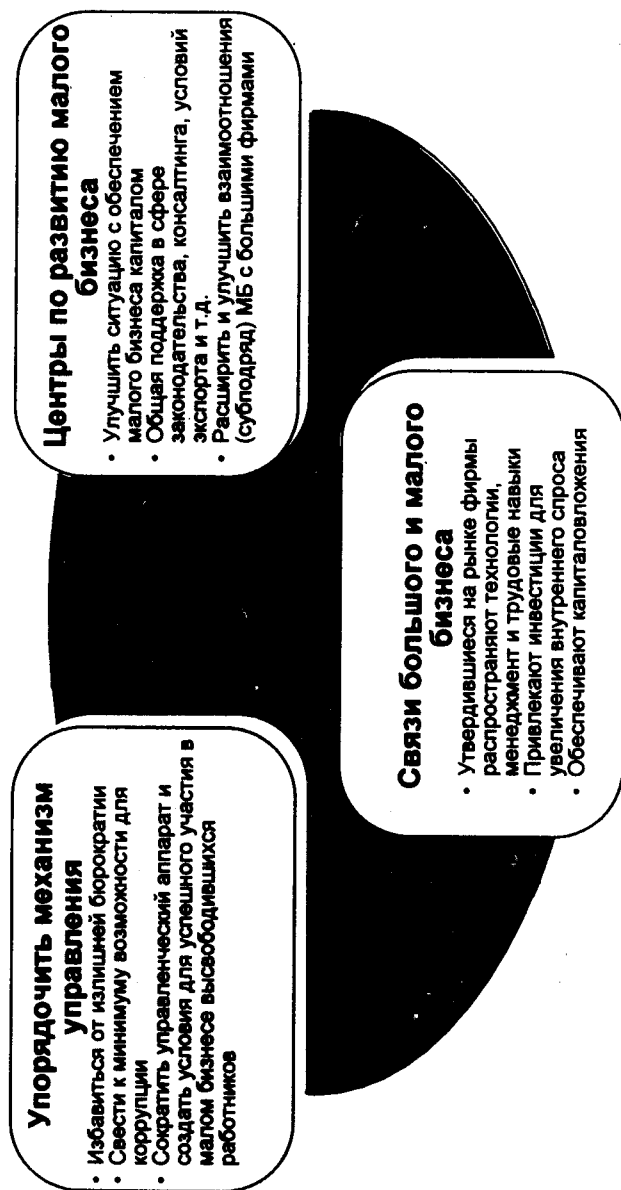 Упорядочить механизм
управления
• Избавиться от излишней бюрократии
• Свести к минимуму возможности для
коррупции
• Сократить управленческий аппарат и
создать условия для успешного участия в
малом бизнесе высвободившихся
работников
Центры по развитию малого
бизнеса
• Улучшить ситуацию с обеспечением
малого бизнеса капиталом
• Общая поддержка в сфере
законодательства, консалтинга, условий
экспорта и т.д.
• Расширить и улучшить взаимоотношения
(субподряд) МБ с большими фирмами
Связи большого и малого
бизнеса
• Утвердившиеся на рынке фирмы
распространяют технологии,
менеджмент и трудовые навыки
• Привлекают инвестиции для
увеличения внутреннего спроса
• Обеспечивают капиталовложения